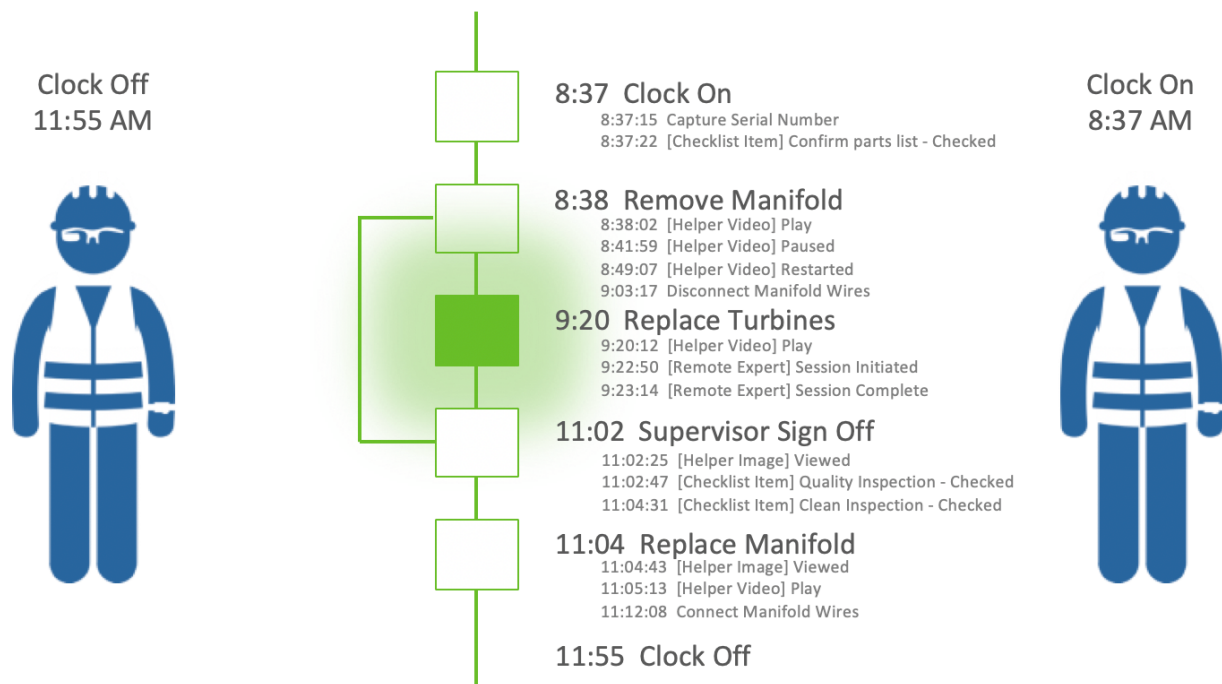 Clock Off
11:55 AM
8:37 Clock On
8:37:15 Capture Serial Number
8:37:22 [Checklist Item] Confirm parts list - Checked
8:38 Remove Manifold
8:38:02 [Helper Video] Play
8:41:59 [Helper Video] Paused
8:49:07 [Helper Video] Restarted
9:03:17 Disconnect Manifold Wires
9:20 Replace Turbines
9:20:12 [Helper Video] Play
9:22:50 [Remote Expert] Session Initiated
9:23:14 [Remote Expert] Session Complete
11:02 Supervisor Sign Off
11:02:25 [Helper Image] Viewed
11:02:47 [Checklist Item] Quality Inspection - Checked
11:04:31 [Checklist Item] Clean Inspection - Checked
11:04 Replace Manifold
11:04:43 [Helper Image] Viewed
11:05:13 [Helper Video] Play
11:12:08 Connect Manifold Wires
11:55 Clock Off
Clock On
8:37 AM